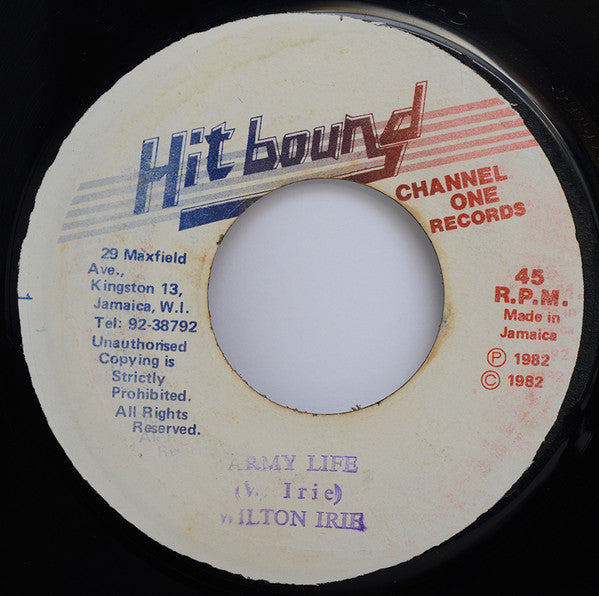 Hit bound
CHANNEL
ONE
RECORDS
29 Maxfield
Ave.,
Kingston 13,
Jamaica, W.I.
Tel: 92-38792
Unauthorised
Copying is
Strictly
Prohibited.
All Rights
Reserved.
45
R.P.M.
Made in
Jamaica
Ⓟ 1982
© 1982
1
ARMY LIFE
(W. Irie)
WILTON IRIE